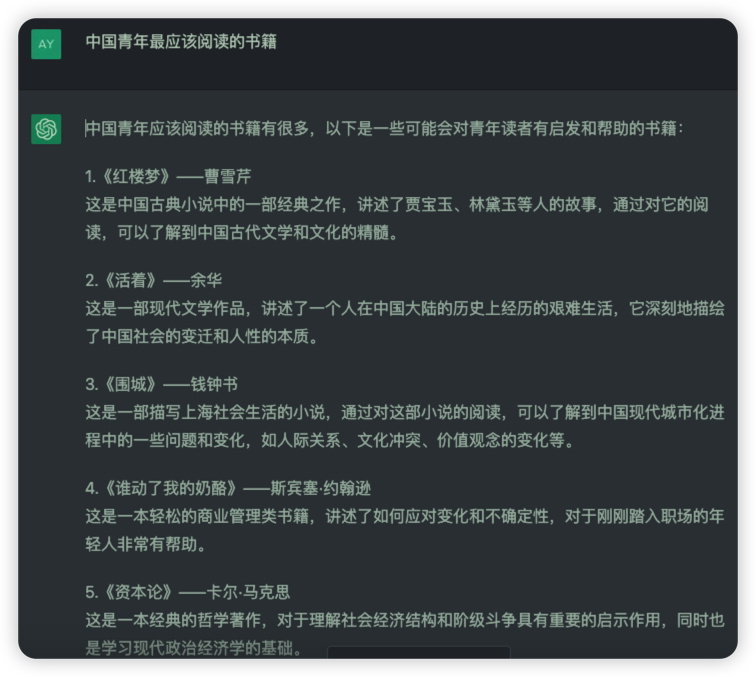 AY
中国青年最应该阅读的书籍
中国青年应该阅读的书籍有很多，以下是一些可能会对青年读者有启发和帮助的书籍：
1.《红楼梦》——曹雪芹
这是中国古典小说中的一部经典之作，讲述了贾宝玉、林黛玉等人的故事，通过对它的阅
读，可以了解到中国古代文学和文化的精髓。
2.《活着》——余华
这是一部现代文学作品，讲述了一个人在中国大陆的历史上经历的艰难生活，它深刻地描绘
了中国社会的变迁和人性的本质。
3.《围城》——钱钟书
这是一部描写上海社会生活的小说，通过对这部小说的阅读，可以了解到中国现代城市化进
程中的一些问题和变化，如人际关系、文化冲突、价值观念的变化等。
4.《谁动了我的奶酪》——斯宾塞·约翰逊
这是一本轻松的商业管理类书籍，讲述了如何应对变化和不确定性，对于刚刚踏入职场的年
轻人非常有帮助。
5.《资本论》——卡尔·马克思
这是一本经典的哲学著作，对于理解社会经济结构和阶级斗争具有重要的启示作用，同时也
是学习现代政治经济学的基础。